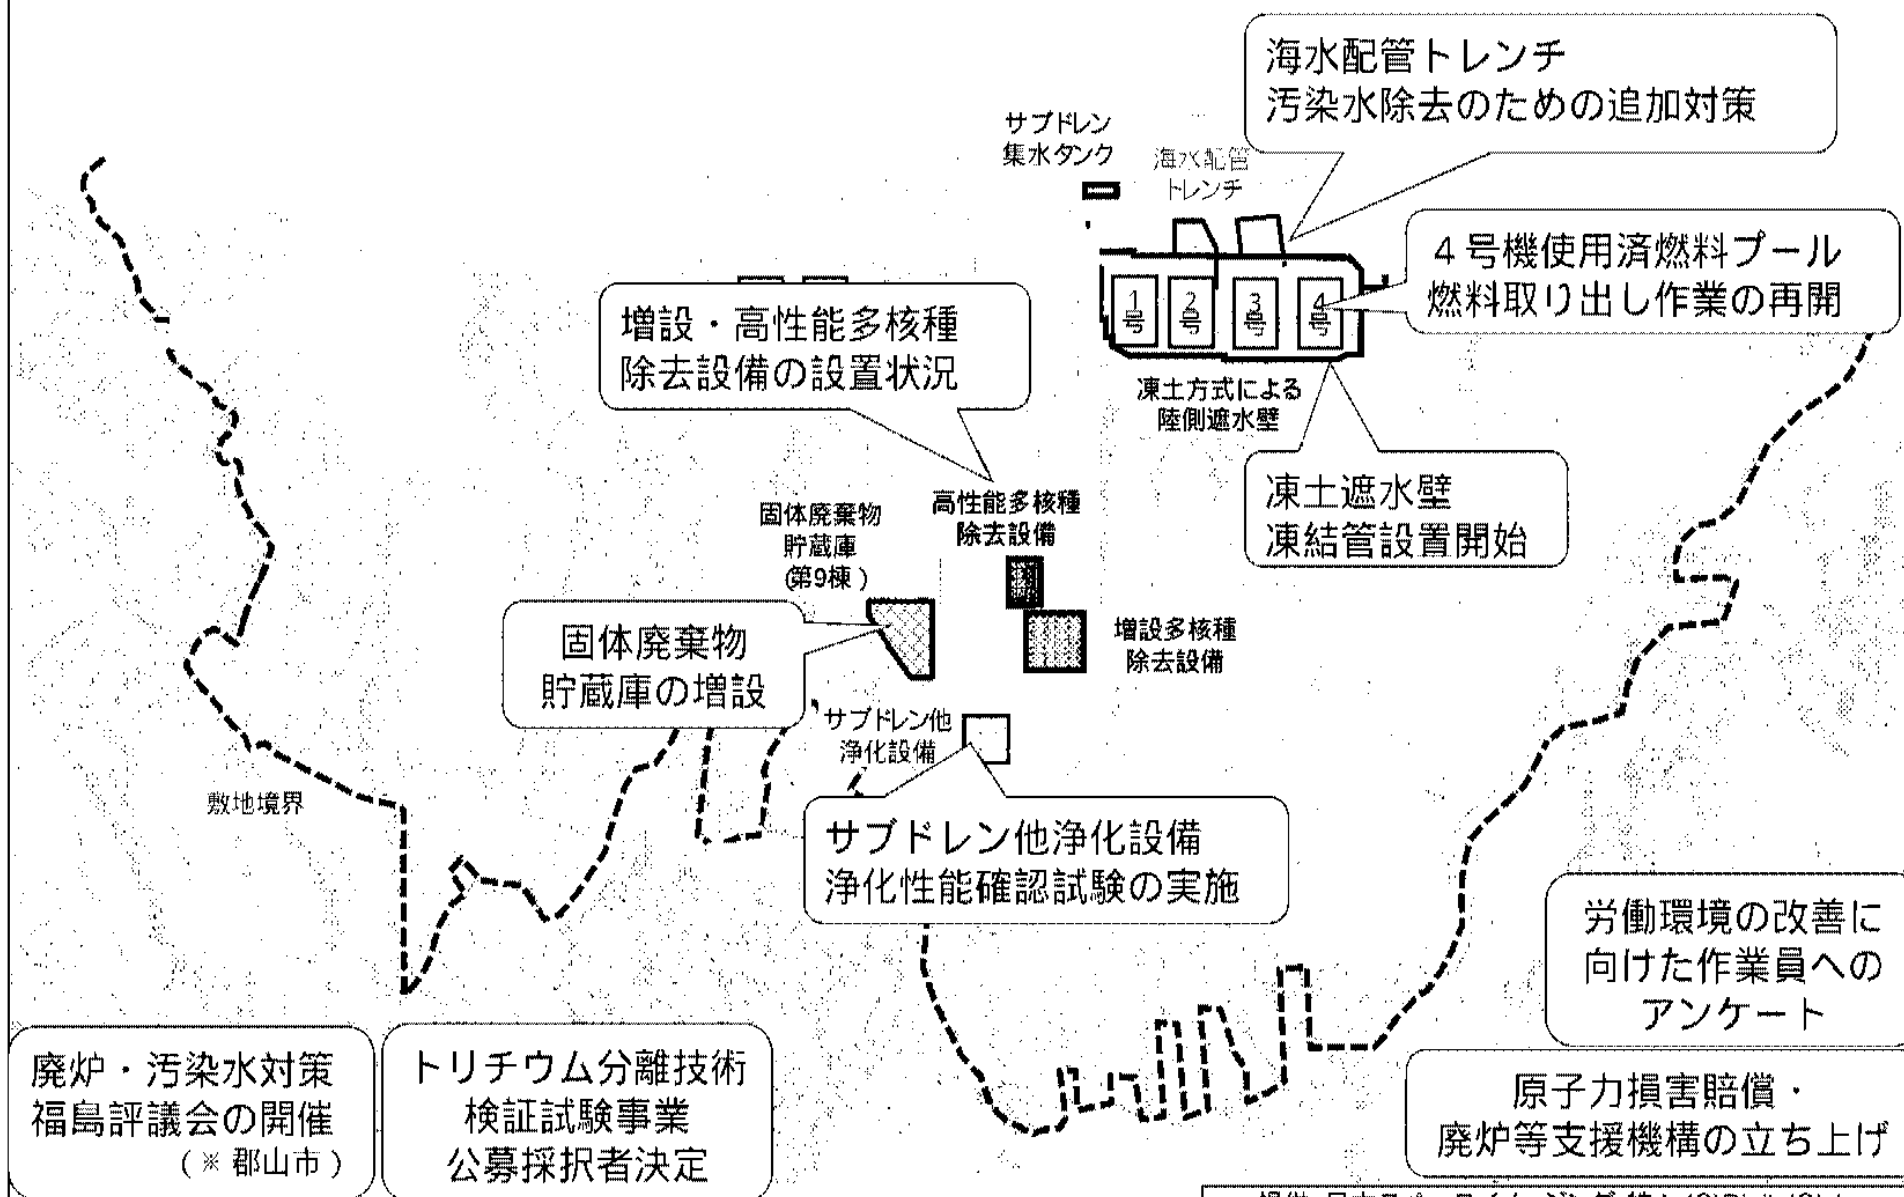 海水配管トレンチ
汚染水除去のための追加対策
サブドレン
集水タンク
海水配管
トレンチ
4号機使用済燃料プール
燃料取り出し作業の再開
1号
2号
3号
4号
増設・高性能多核種
除去設備の設置状況
凍土方式による
陸側遮水壁
凍土遮水壁
凍結管設置開始
高性能多核種
除去設備
固体廃棄物
貯蔵庫
(第9棟)
固体廃棄物
貯蔵庫の増設
増設多核種
除去設備
サブドレン他
浄化設備
敷地境界
サブドレン他浄化設備
浄化性能確認試験の実施
労働環境の改善に
向けた作業員への
アンケート
廃炉・汚染水対策
福島評議会の開催
(※郡山市)
トリチウム分離技術
検証試験事業
公募採択者決定
原子力損害賠償・
廃炉等支援機構の立ち上げ